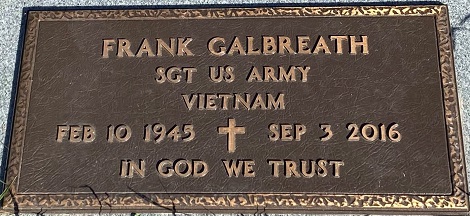 FRANK GALBREATH
SGT US ARMY
VIETNAM
FEB 10 1945 ✝ SEP 3 2016
IN GOD WE TRUST